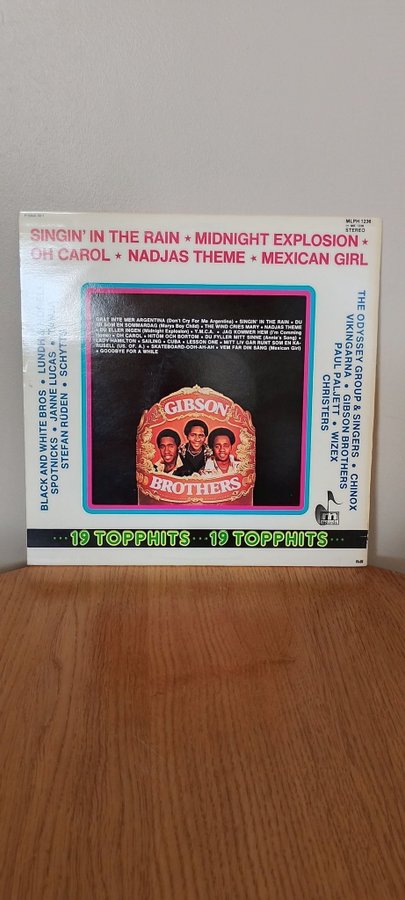 MLPH 1236
STEREO
SINGIN' IN THE RAIN ★ MIDNIGHT EXPLOSION ★
OH CAROL ★ NADJAS THEME ★ MEXICAN GIRL
BLACK AND WHITE BROS • LUNDH
SPOTNICKS • JANNE LUCAS •
STEFAN RÜDEN • SCHYTTS
GRÅT INTE MER ARGENTINA (Don't Cry For Me Argentina) • SINGIN' IN THE RAIN • DU
ÄR SOM EN SOMMARDAG (Marys Boy Child) • THE WIND CRIES MARY • NADJAS THEME
• DU ELLER INGEN (Midnight Explosion) • Y.M.C.A. • JAG KOMMER HEM (I'm Comming
Home) • OH CAROL • HITOM OCH BORTOM • DU FYLLER MITT SINNE (Annie's Song) •
LADY HAMILTON • SAILING • CUBA • LESSON ONE • MITT LIV GÅR RUNT SOM EN KA-
RUSELL (US. OF. A.) • SKATEBOARD-OOH-AH-AH • VEM FÅR DIN SÅNG (Mexican Girl)
• GOODBYE FOR A WHILE
GIBSON
BROTHERS
THE ODYSSEY GROUP & SINGERS • CHINOX
VIKINGARNA • GIBSON BROTHERS
PAUL PALJETT • WIZEX
CHRISTERS
m
···19 TOPPHITS···19 TOPPHITS···